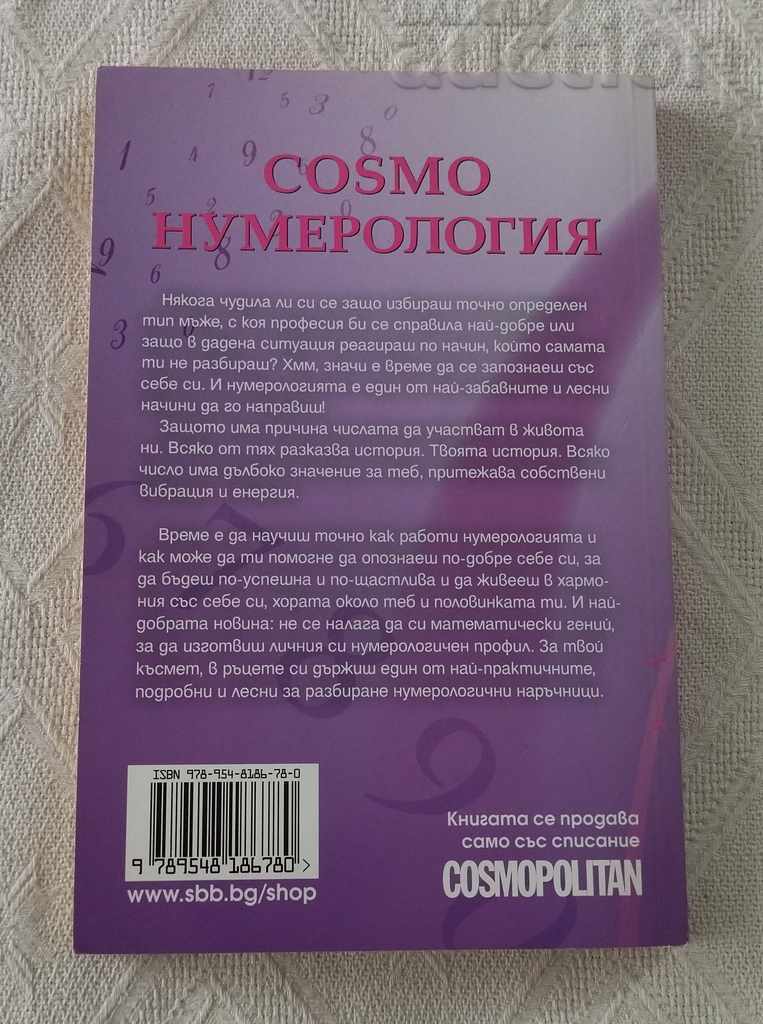 auction
COSMO
НУМЕРОЛОГИЯ
Някога чудила ли си се защо избираш точно определен
тип мъже, с коя професия би се справила най-добре или
защо в дадена ситуация реагираш по начин, който самата
ти не разбираш? Хмм, значи е време да се запознаеш със
себе си. И нумерологията е един от най-забавните и лесни
начини да го направиш!
Защото има причина числата да участват в живота
ни. Всяко от тях разказва история. Твоята история. Всяко
число има дълбоко значение за теб, притежава собствени
вибрация и енергия.
Време е да научиш точно как работи нумерологията и
как може да ти помогне да опознаеш по-добре себе си, за
да бъдеш по-успешна и по-щастлива и да живееш в хармо-
ния със себе си, хората около теб и половинката ти. И най-
добрата новина: не се налага да си математически гений,
за да изготвиш личния си нумерологичен профил. За твой
късмет, в ръцете си държиш един от най-практичните,
подробни и лесни за разбиране нумерологични наръчници.
ISBN 978-954-8186-78-0
9 789548 186780 >
www.sbb.bg/shop
Книгата се продава
само със списание
COSMOPOLITAN